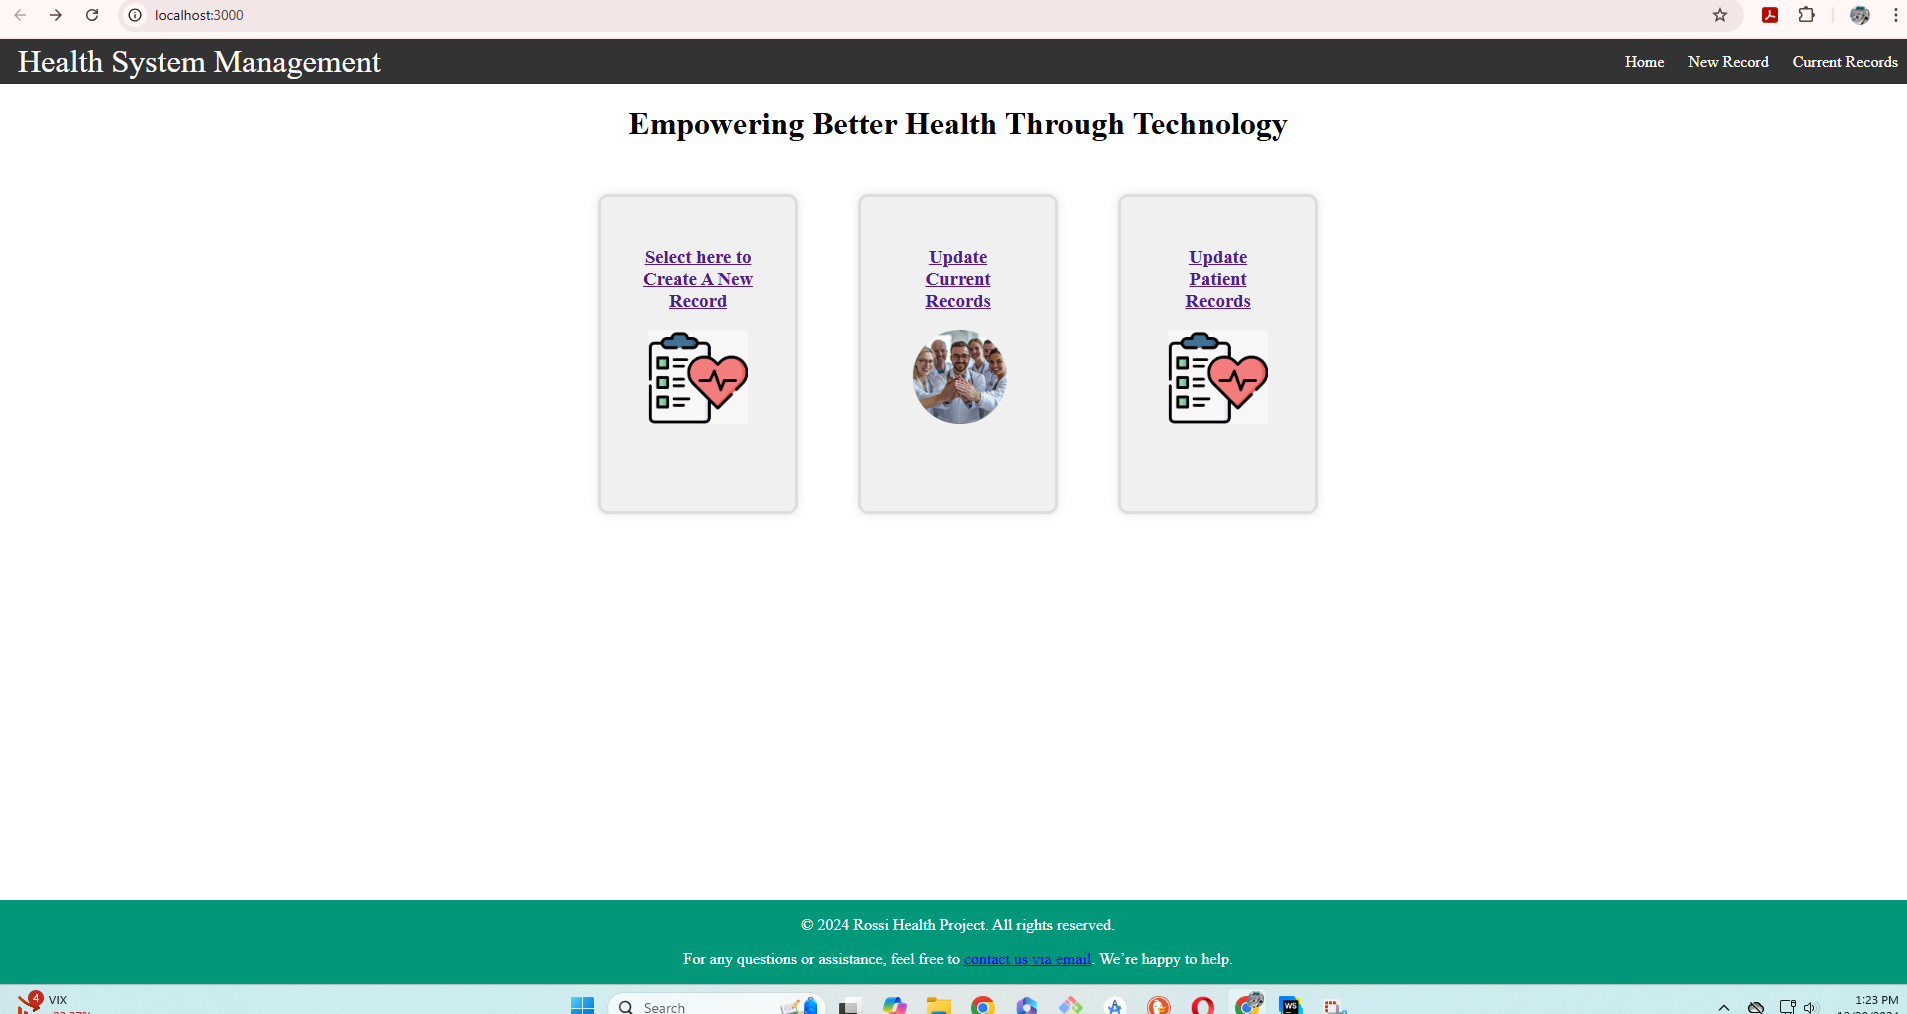 localhost:3000
Health System Management
Home New Record Current Records
Empowering Better Health Through Technology
Select here to
Create A New
Record
Update
Current
Records
Update
Patient
Records
© 2024 Rossi Health Project. All rights reserved.
For any questions or assistance, feel free to contact us via email. We’re happy to help.
4
VIX
Search
WS
1:23 PM